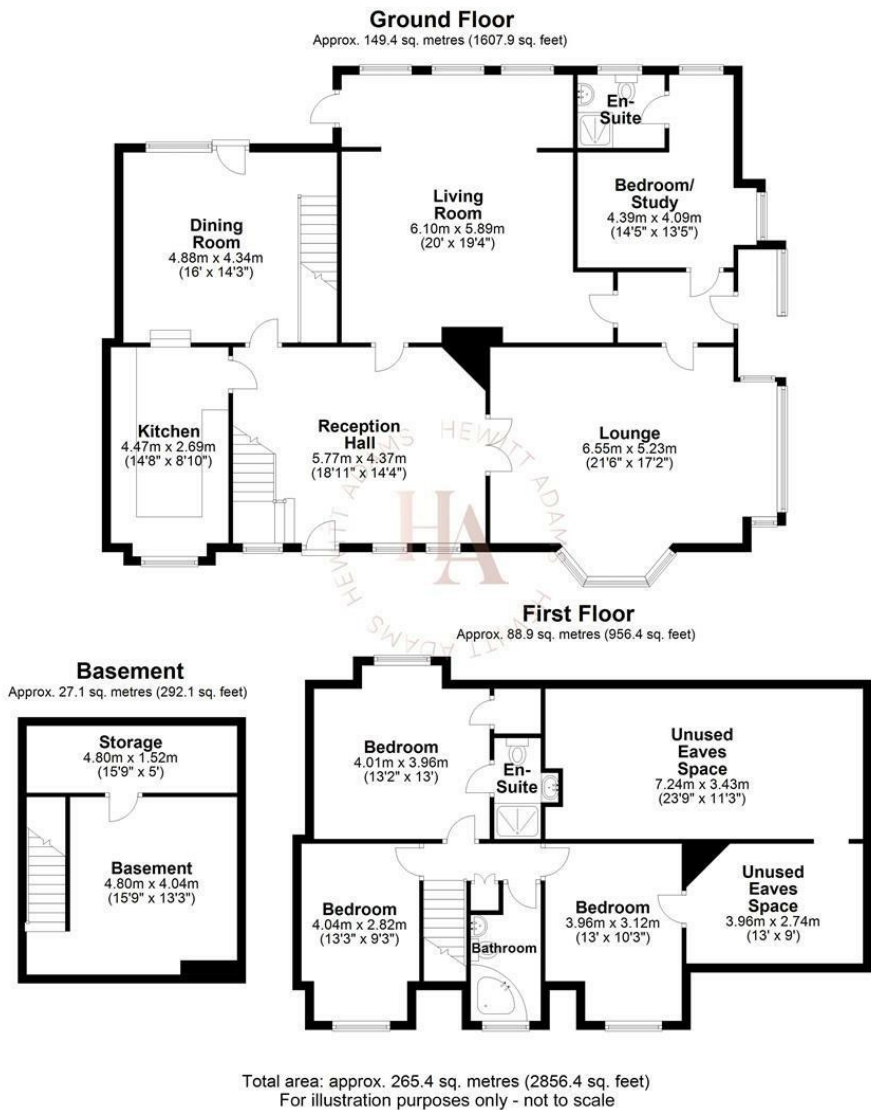 Ground Floor
Approx. 149.4 sq. metres (1607.9 sq. feet)
En-
Suite
Bedroom/
Study
4.39m x 4.09m
(14'5" x 13'5")
Living
Room
6.10m x 5.89m
(20' x 19'4")
Dining
Room
4.88m x 4.34m
(16' x 14'3")
Kitchen
4.47m x 2.69m
(14'8" x 8'10")
Reception
Hall
5.77m x 4.37m
(18'11" x 14'4")
Lounge
6.55m x 5.23m
(21'6" x 17'2")
HEWITT ADAMS HEWITT ADAMS HEWITT ADAMS
HA
First Floor
Approx. 88.9 sq. metres (956.4 sq. feet)
Basement
Approx. 27.1 sq. metres (292.1 sq. feet)
Storage
4.80m x 1.52m
(15'9" x 5')
Basement
4.80m x 4.04m
(15'9" x 13'3")
Bedroom
4.01m x 3.96m
(13'2" x 13')
En-
Suite
Unused
Eaves
Space
7.24m x 3.43m
(23'9" x 11'3")
Bedroom
4.04m x 2.82m
(13'3" x 9'3")
Bathroom
Bedroom
3.96m x 3.12m
(13' x 10'3")
Unused
Eaves
Space
3.96m x 2.74m
(13' x 9')
Total area: approx. 265.4 sq. metres (2856.4 sq. feet)
For illustration purposes only - not to scale